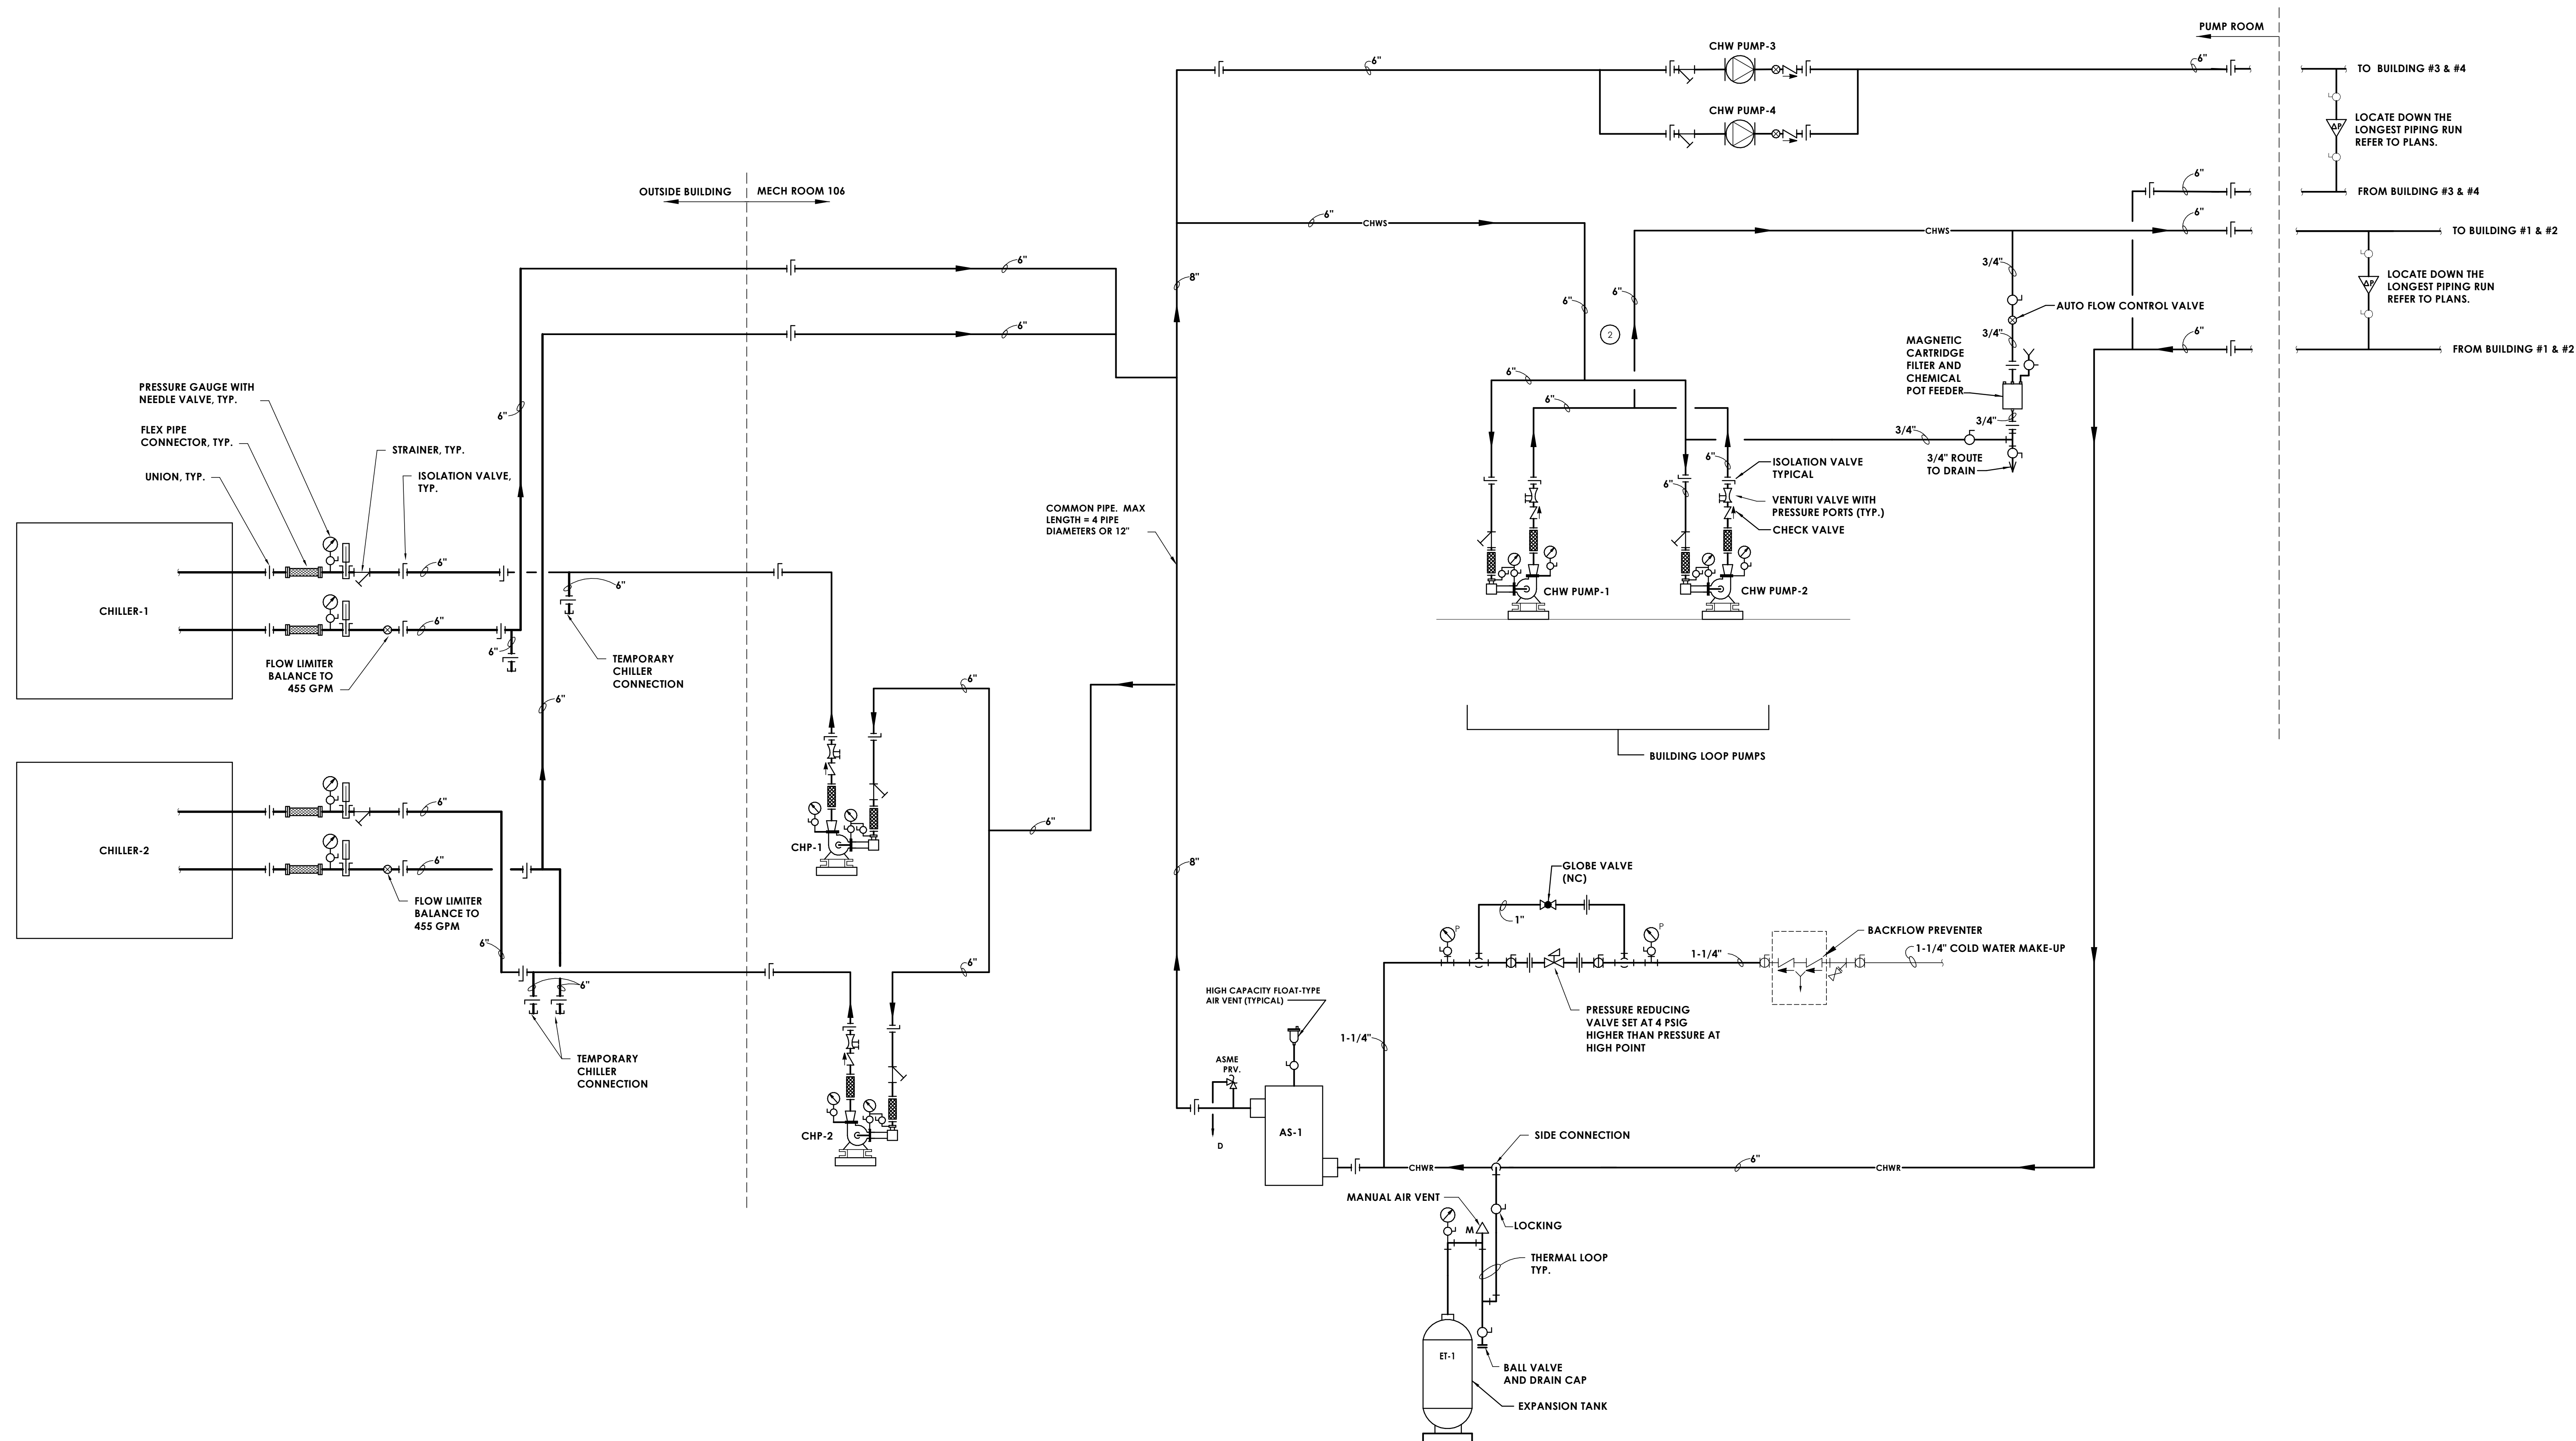 PUMP ROOM
CHW PUMP-3
6"
6"
TO  BUILDING #3 & #4
CHW PUMP-4
ΔP
LOCATE DOWN THE
LONGEST PIPING RUN
REFER TO PLANS.
OUTSIDE BUILDING
MECH ROOM 106
6"
FROM BUILDING #3 & #4
6"
CHWS
6"
CHWS
TO BUILDING #1 & #2
6"
6"
8"
6"
6"
3/4"
LOCATE DOWN THE
LONGEST PIPING RUN
REFER TO PLANS.
ΔP
AUTO FLOW CONTROL VALVE
6"
2
3/4"
6"
FROM BUILDING #1 & #2
MAGNETIC
CARTRIDGE
FILTER AND
CHEMICAL
POT FEEDER
PRESSURE GAUGE WITH
NEEDLE VALVE, TYP.
6"
6"
6"
3/4"
3/4"
FLEX PIPE
CONNECTOR, TYP.
STRAINER, TYP.
UNION, TYP.
ISOLATION VALVE,
TYP.
6"
ISOLATION VALVE
TYPICAL
3/4" ROUTE
TO DRAIN
6"
VENTURI VALVE WITH
PRESSURE PORTS (TYP.)
CHECK VALVE
COMMON PIPE.  MAX
LENGTH = 4 PIPE
DIAMETERS OR 12"
6"
6"
CHILLER-1
CHW PUMP-1
CHW PUMP-2
6"
6"
FLOW LIMITER
BALANCE TO
455 GPM
TEMPORARY
CHILLER
CONNECTION
6"
6"
BUILDING LOOP PUMPS
6"
6"
CHILLER-2
CHP-1
6"
8"
GLOBE VALVE
(NC)
FLOW LIMITER
BALANCE TO
455 GPM
1"
P
P
BACKFLOW PREVENTER
6"
6"
1-1/4"
1-1/4" COLD WATER MAKE-UP
6"
HIGH CAPACITY FLOAT-TYPE
AIR VENT (TYPICAL)
PRESSURE REDUCING
VALVE SET AT 4 PSIG
HIGHER THAN PRESSURE AT
HIGH POINT
1-1/4"
TEMPORARY
CHILLER
CONNECTION
ASME
PRV.
CHP-2
AS-1
D
SIDE CONNECTION
CHWR
6"
CHWR
MANUAL AIR VENT
M
LOCKING
THERMAL LOOP
TYP.
ET-1
BALL VALVE
AND DRAIN CAP
EXPANSION TANK